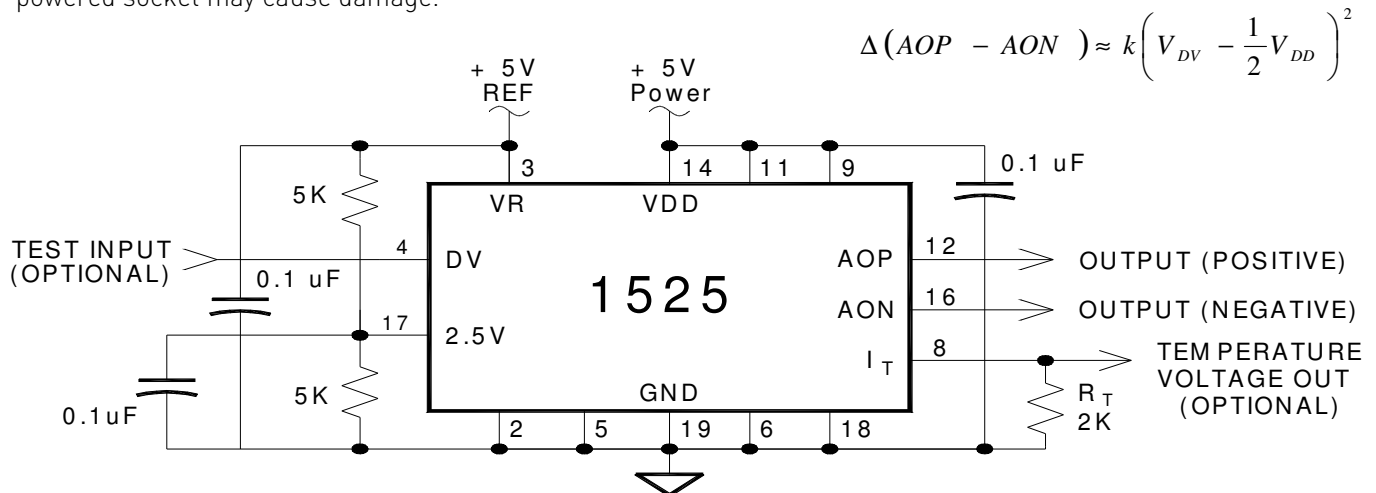 powered socket may cause damage.
Δ(AOP - AON ) ≈ k(V_DV - 1/2 V_DD)²
+ 5V
REF
+ 5V
Power
3
14
11
9
0.1 uF
5K
VR
VDD
TEST INPUT
(OPTIONAL)
4
DV
1525
AOP
12
OUTPUT (POSITIVE)
0.1 uF
AON
16
OUTPUT (NEGATIVE)
17
2.5V
I_T
8
TEMPERATURE
VOLTAGE OUT
(OPTIONAL)
0.1uF
5K
GND
R_T
2K
2
5
19
6
18